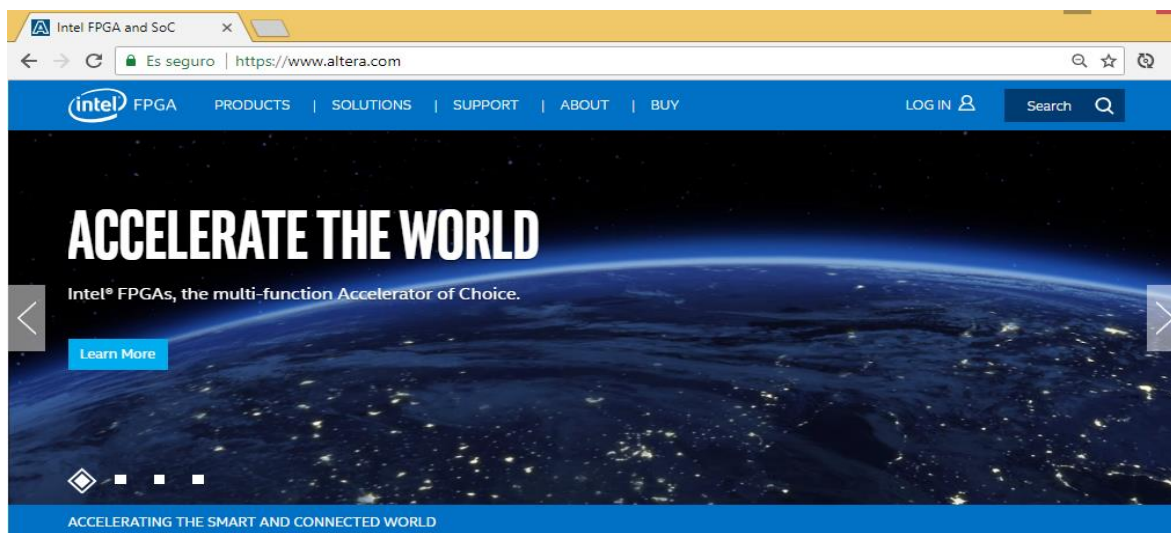 Intel FPGA and SoC
Es seguro | https://www.altera.com
intel FPGA PRODUCTS | SOLUTIONS | SUPPORT | ABOUT | BUY LOG IN Search
ACCELERATE THE WORLD
Intel® FPGAs, the multi-function Accelerator of Choice.
Learn More
ACCELERATING THE SMART AND CONNECTED WORLD